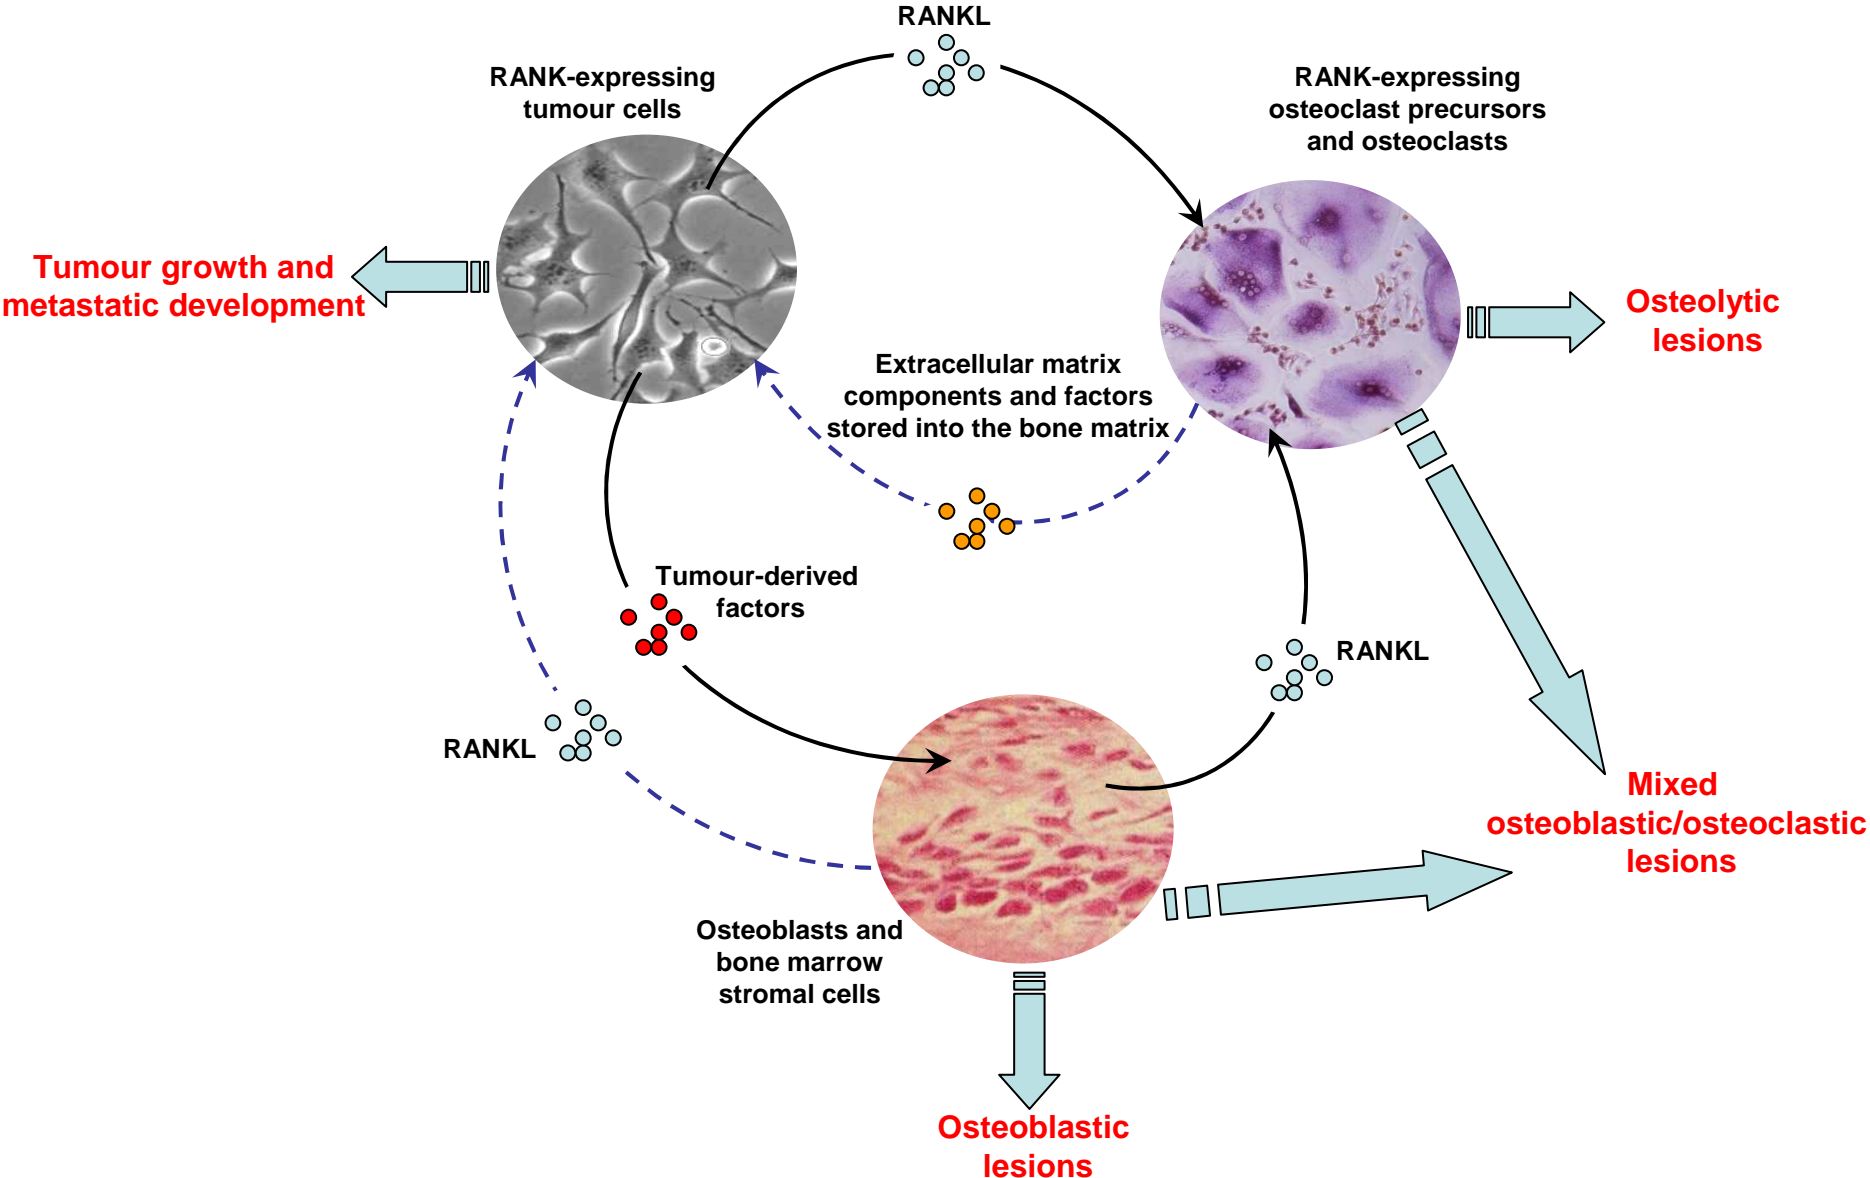 RANKL
RANK-expressing
tumour cells
RANK-expressing
osteoclast precursors
and osteoclasts
Tumour growth and
metastatic development
Osteolytic
lesions
Extracellular matrix
components and factors
stored into the bone matrix
Tumour-derived
factors
RANKL
RANKL
Mixed
osteoblastic/osteoclastic
lesions
Osteoblasts and
bone marrow
stromal cells
Osteoblastic
lesions